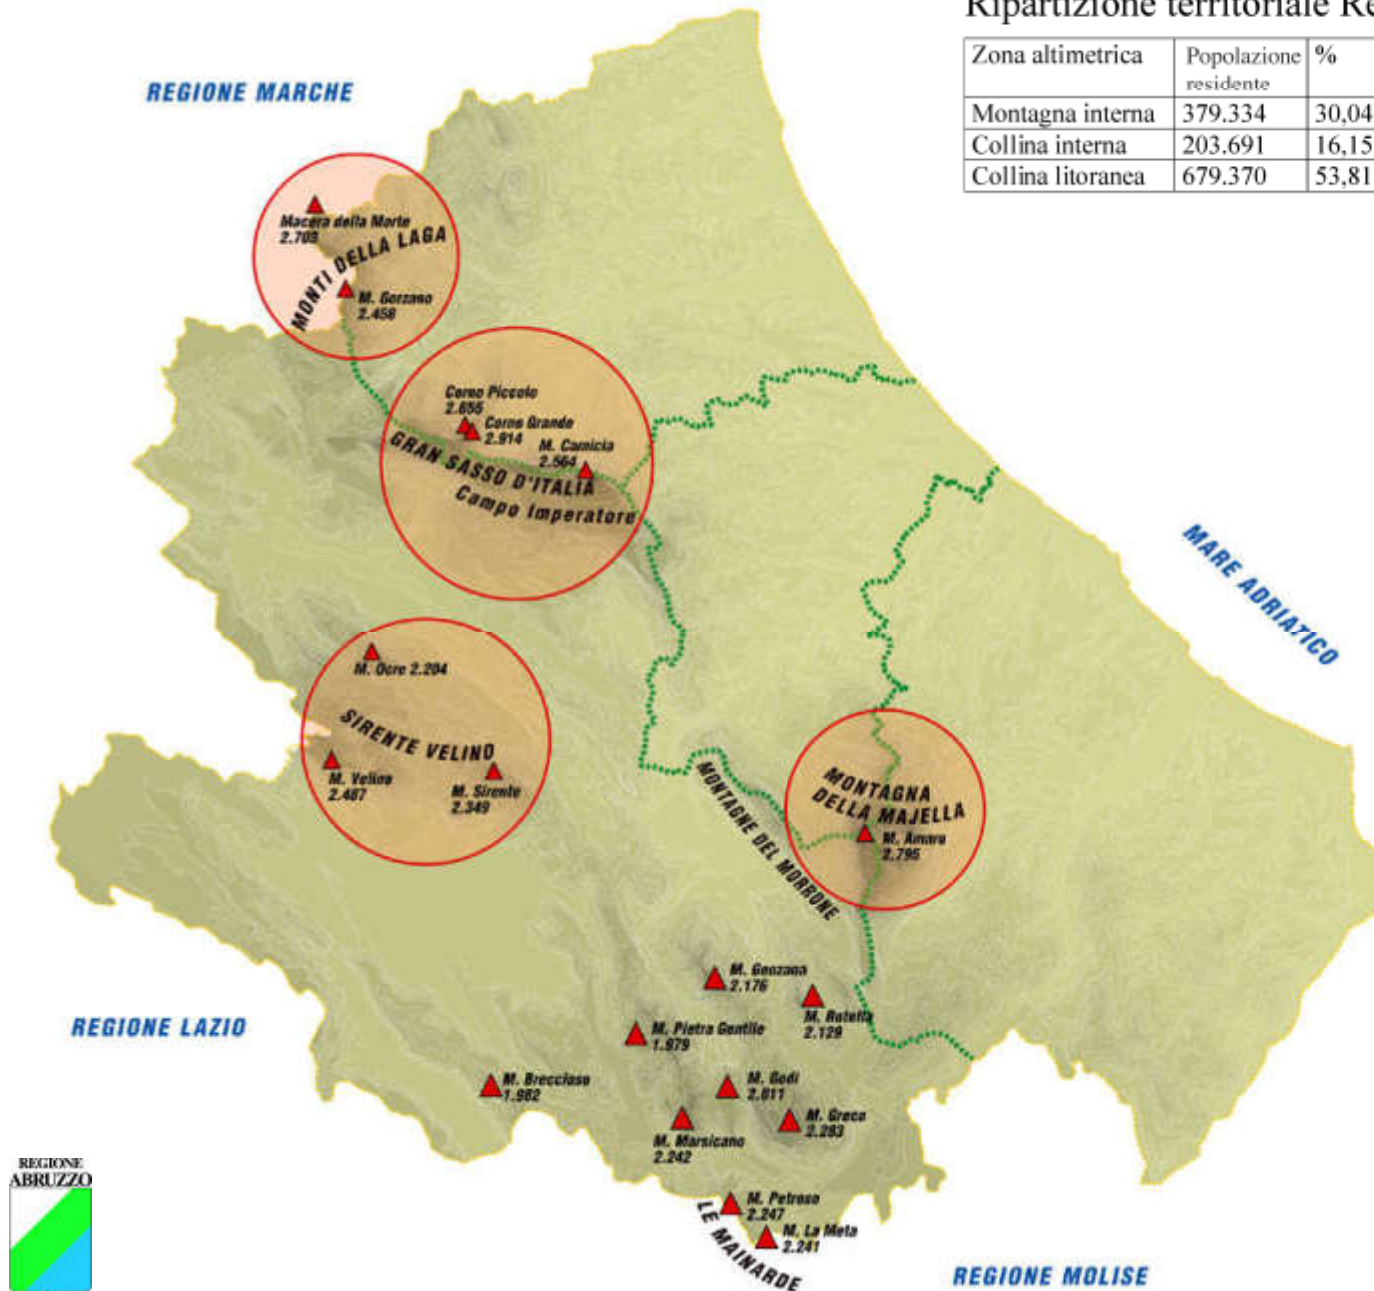 Ripartizione territoriale Re
Zona altimetrica Popolazione residente %
Montagna interna 379.334 30,04
Collina interna 203.691 16,15
Collina litoranea 679.370 53,81
REGIONE MARCHE
Macera della Morte
2.703
MONTI DELLA LAGA
M. Gorzano
2.458
Corno Piccolo
2.655
Corno Grande
2.914
M. Camicia
2.564
GRAN SASSO D'ITALIA
Campo Imperatore
MARE ADRIATICO
M. Ocre 2.204
SIRENTE VELINO
M. Velino
2.487
M. Sirente
2.349
MONTAGNE DEL MORRONE
MONTAGNA
DELLA MAJELLA
M. Amaro
2.795
M. Genzana
2.176
M. Rotella
2.129
REGIONE LAZIO
M. Pietra Gentile
1.979
M. Breccioso
1.982
M. Godi
2.011
M. Greco
2.283
M. Marsicano
2.242
M. Petroso
2.247
M. La Meta
2.241
LE MAINARDE
REGIONE MOLISE
REGIONE
ABRUZZO